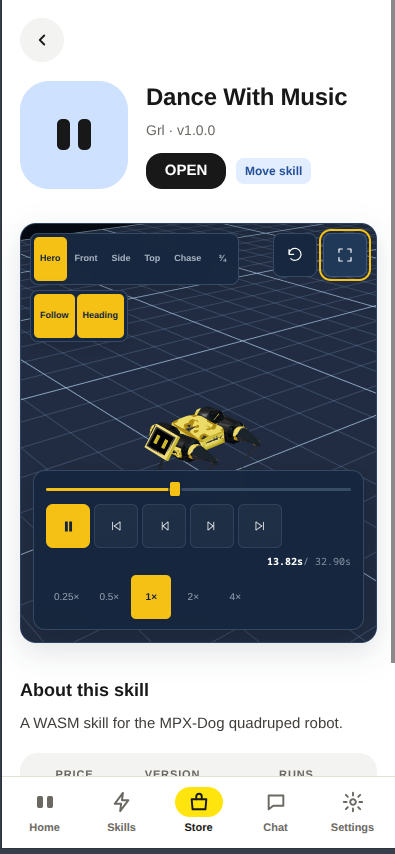 Dance With Music
Grl · v1.0.0
OPEN
Move skill
Hero Front Side Top Chase ¾
Follow Heading
13.82s/ 32.90s
0.25× 0.5× 1× 2× 4×
About this skill
A WASM skill for the MPX-Dog quadruped robot.
PRICE VERSION RUNS
Home Skills Store Chat Settings